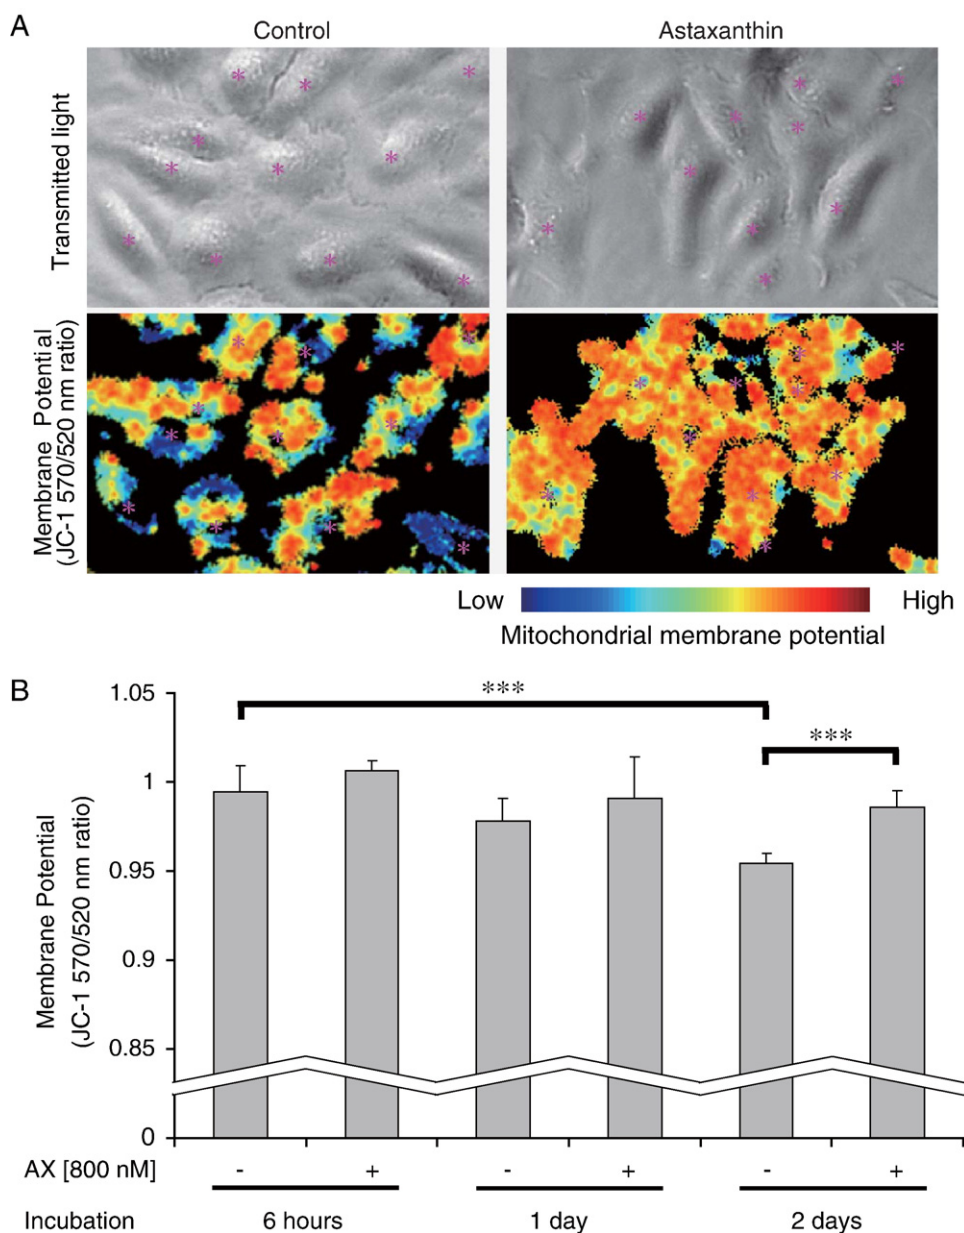 A
Control
Astaxanthin
Transmitted light
Membrane Potential
(JC-1 570/520 nm ratio)
Low
High
Mitochondrial membrane potential
B
Membrane Potential
(JC-1 570/520 nm ratio)
1.05
1
0.95
0.9
0.85
0
***
***
AX [800 nM]
-
+
-
+
-
+
Incubation
6 hours
1 day
2 days